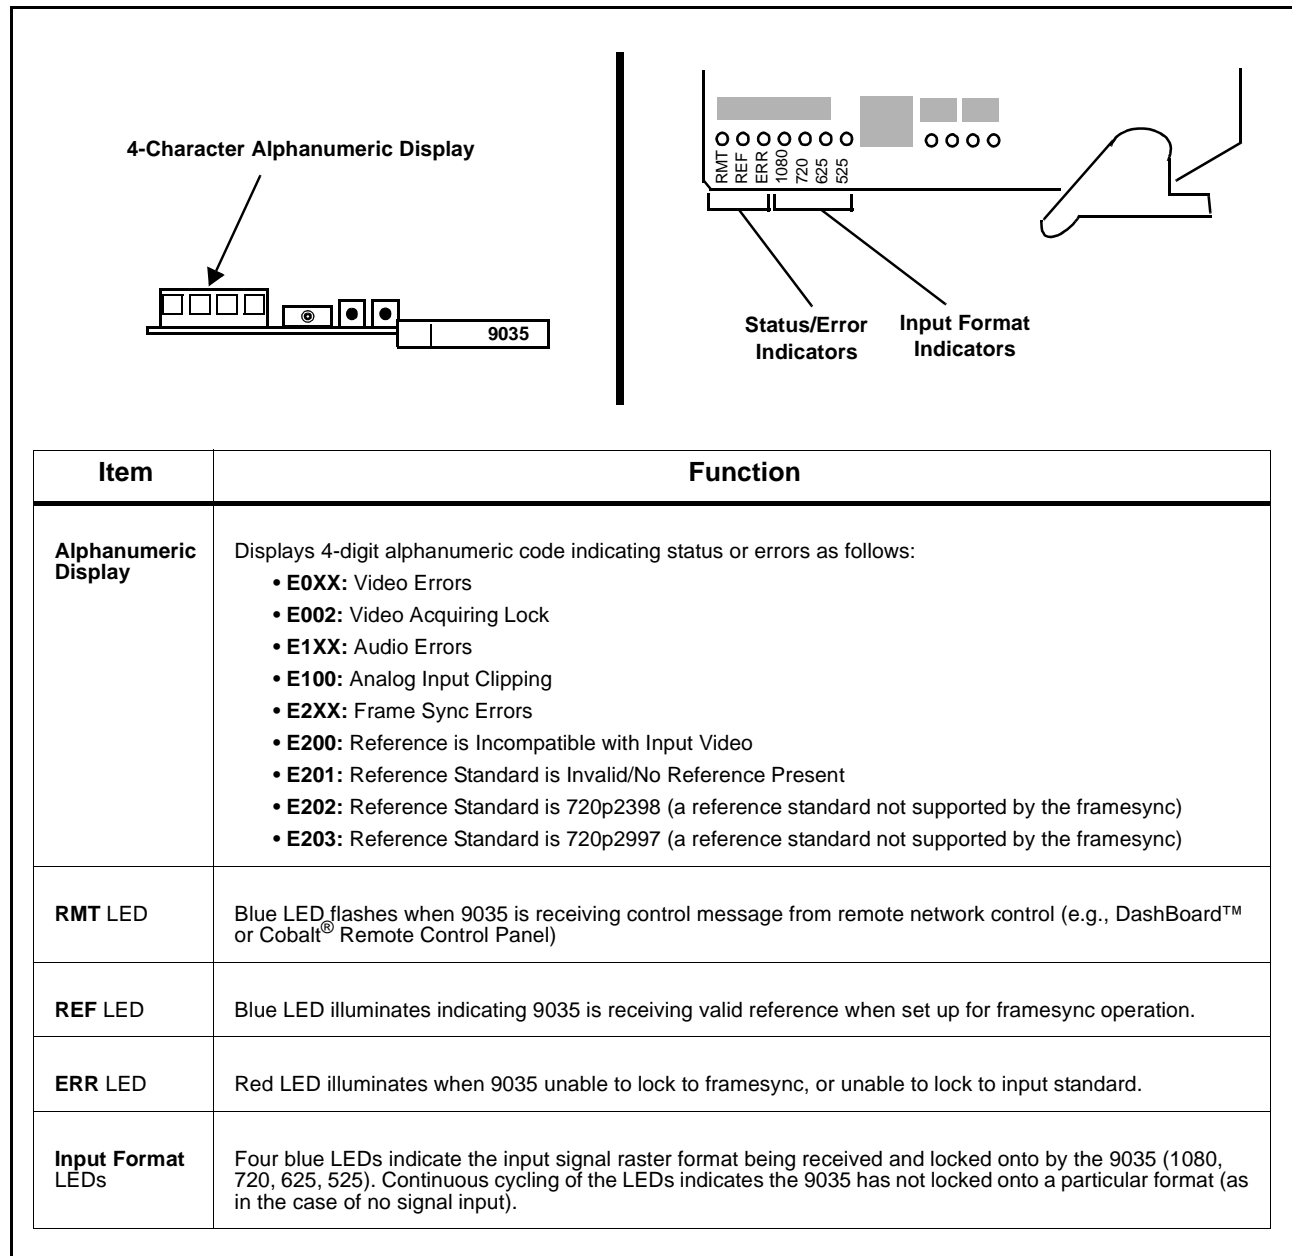 4-Character Alphanumeric Display
9035
RMT
REF
ERR
1080
720
625
525
Status/Error
Indicators
Input Format
Indicators
Item
Function
Alphanumeric
Display
Displays 4-digit alphanumeric code indicating status or errors as follows:
• E0XX: Video Errors
• E002: Video Acquiring Lock
• E1XX: Audio Errors
• E100: Analog Input Clipping
• E2XX: Frame Sync Errors
• E200: Reference is Incompatible with Input Video
• E201: Reference Standard is Invalid/No Reference Present
• E202: Reference Standard is 720p2398 (a reference standard not supported by the framesync)
• E203: Reference Standard is 720p2997 (a reference standard not supported by the framesync)
RMT LED
Blue LED flashes when 9035 is receiving control message from remote network control (e.g., DashBoard™
or Cobalt® Remote Control Panel)
REF LED
Blue LED illuminates indicating 9035 is receiving valid reference when set up for framesync operation.
ERR LED
Red LED illuminates when 9035 unable to lock to framesync, or unable to lock to input standard.
Input Format
LEDs
Four blue LEDs indicate the input signal raster format being received and locked onto by the 9035 (1080,
720, 625, 525). Continuous cycling of the LEDs indicates the 9035 has not locked onto a particular format (as
in the case of no signal input).